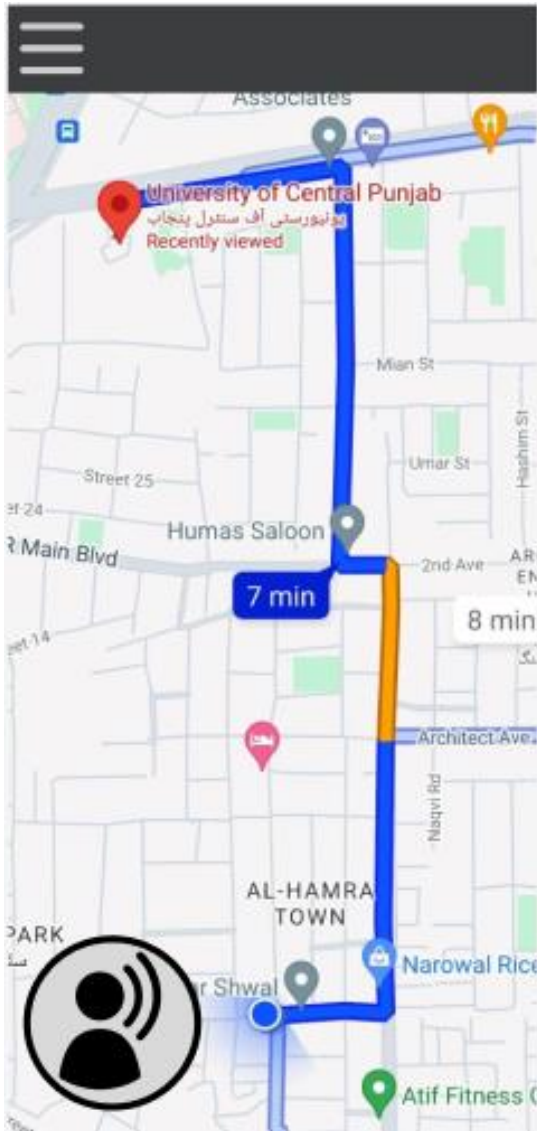 Associates
University of Central Punjab
یونیورسٹی آف سنٹرل پنجاب
Recently viewed
Mian St
Hashim St
Umar St
Street 25
Humas Saloon
R Main Blvd
2nd Ave
7 min
8 min
Architect Ave
Naqvi Rd
AL-HAMRA
TOWN
PARK
Narowal Rice
Shwal
Atif Fitness